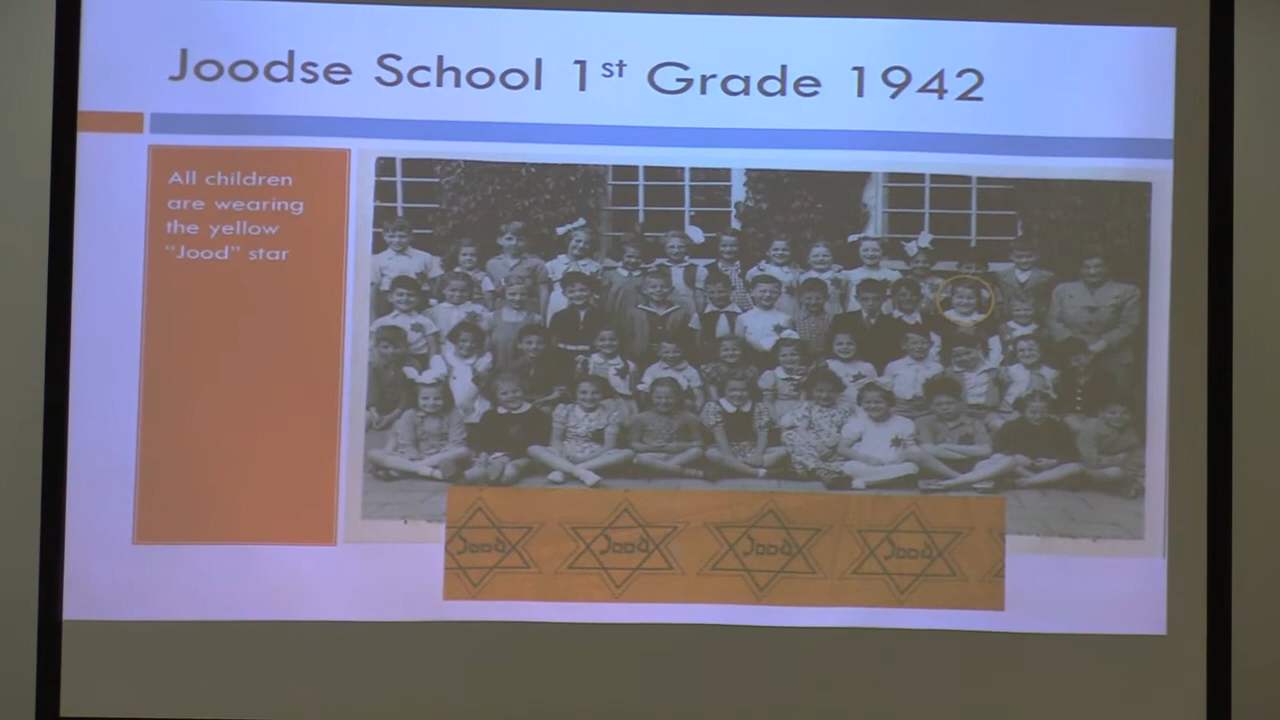 Joodse School 1st Grade 1942
All children
are wearing
the yellow
"Jood" star
Jood Jood Jood Jood